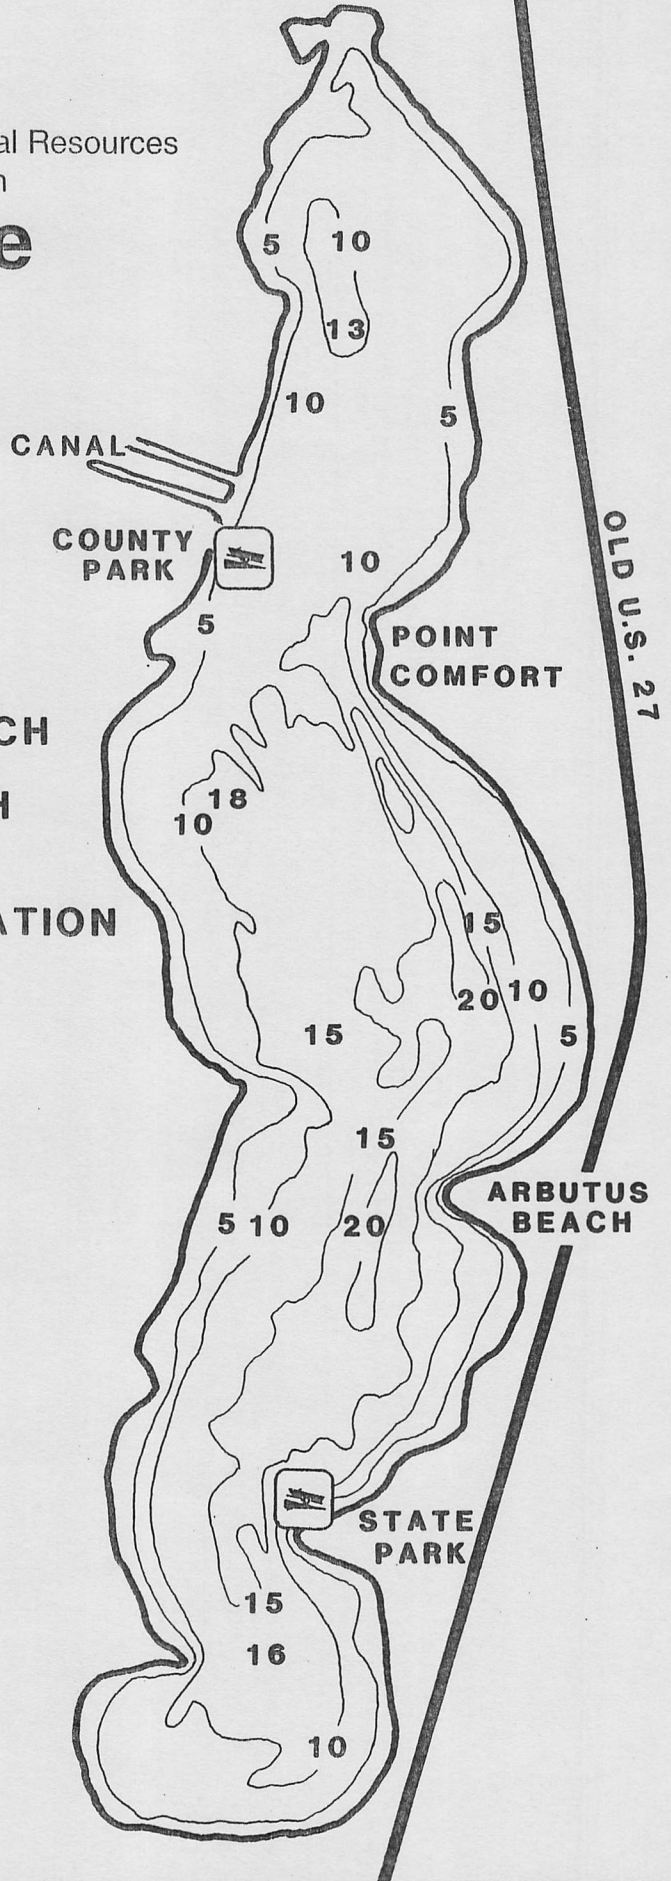 al Resources
n
e
5
10
13
10
5
CANAL
COUNTY
PARK
10
5
POINT
COMFORT
OLD U.S. 27
CH
H
18
10
ATION
15
20
10
15
5
15
ARBUTUS
BEACH
5
10
20
STATE
PARK
15
16
10